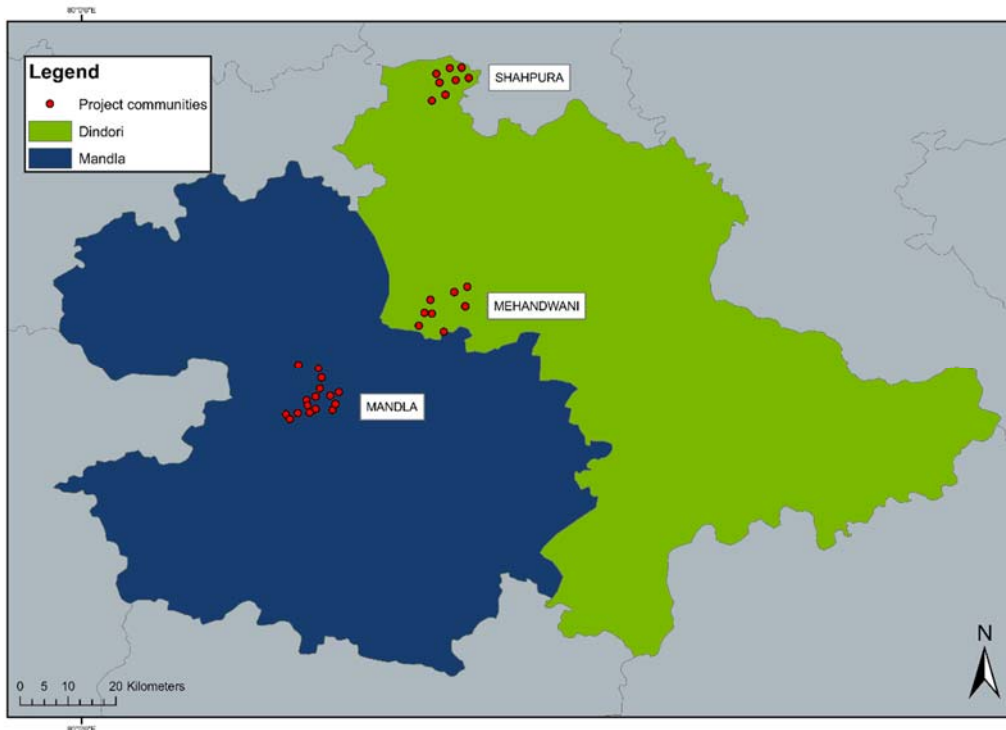 Legend
Project communities
Dindori
Mandla
SHAHPURA
MEHANDWANI
MANDLA
N
0 5 10 20 Kilometers